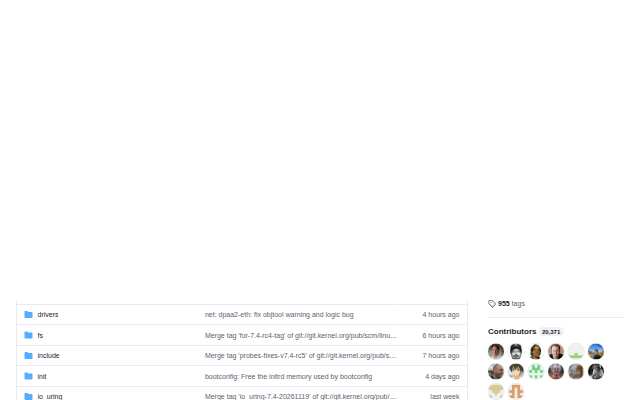 955 tags
drivers net: dpaa2-eth: fix objtool warning and logic bug 4 hours ago
fs Merge tag 'for-7.4-rc4-tag' of git://git.kernel.org/pub/scm/linu... 6 hours ago
Contributors 20,371
include Merge tag 'probes-fixes-v7.4-rc5' of git://git.kernel.org/pub/s... 7 hours ago
init bootconfig: Free the initrd memory used by bootconfig 4 days ago
io_uring Merge tag 'io_uring-7.4-20261119' of git://git.kernel.org/pub/... last week